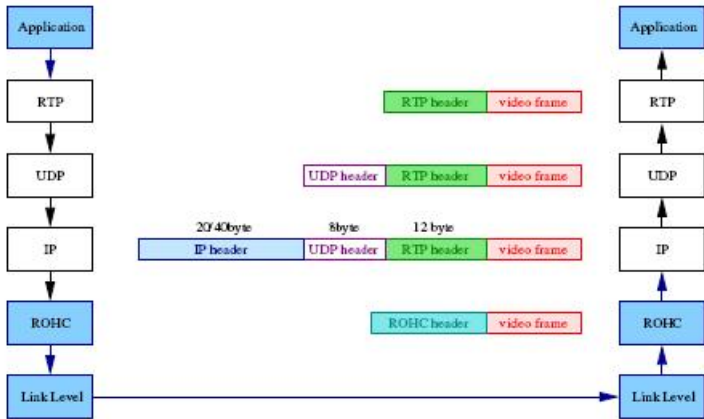 Application
Application
RTP
RTP header
video frame
RTP
UDP
UDP header
RTP header
video frame
UDP
20/40byte
8byte
12 byte
IP
IP header
UDP header
RTP header
video frame
IP
ROHC
ROHC header
video frame
ROHC
Link Level
Link Level